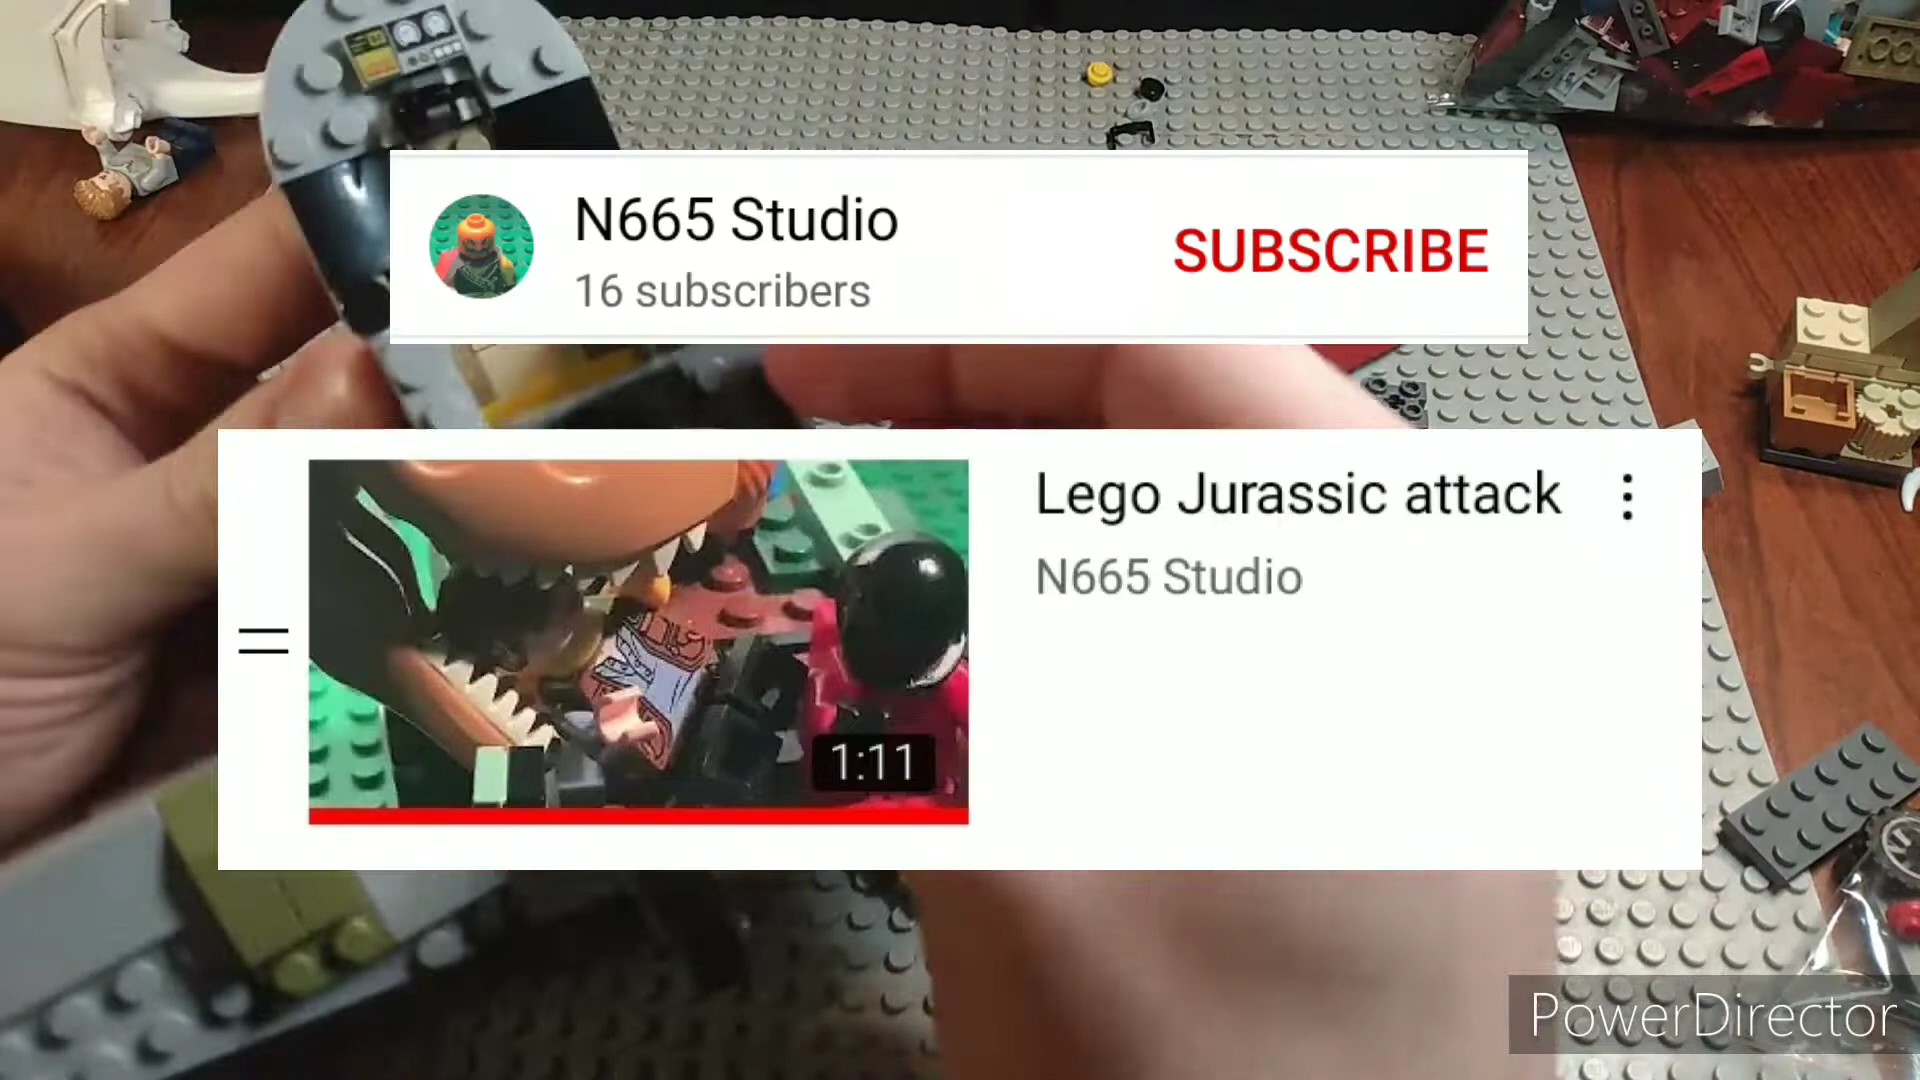 N665 Studio
16 subscribers
SUBSCRIBE
Lego Jurassic attack
N665 Studio
1:11
PowerDirector